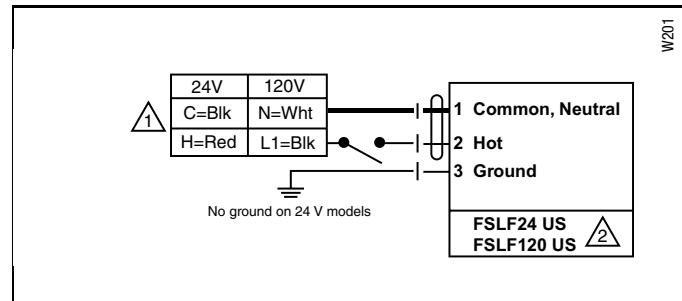 W201
24V 120V
1 C=Blk N=Wht 1 Common, Neutral
H=Red L1=Blk 2 Hot
3 Ground
No ground on 24 V models
FSLF24 US
FSLF120 US 2